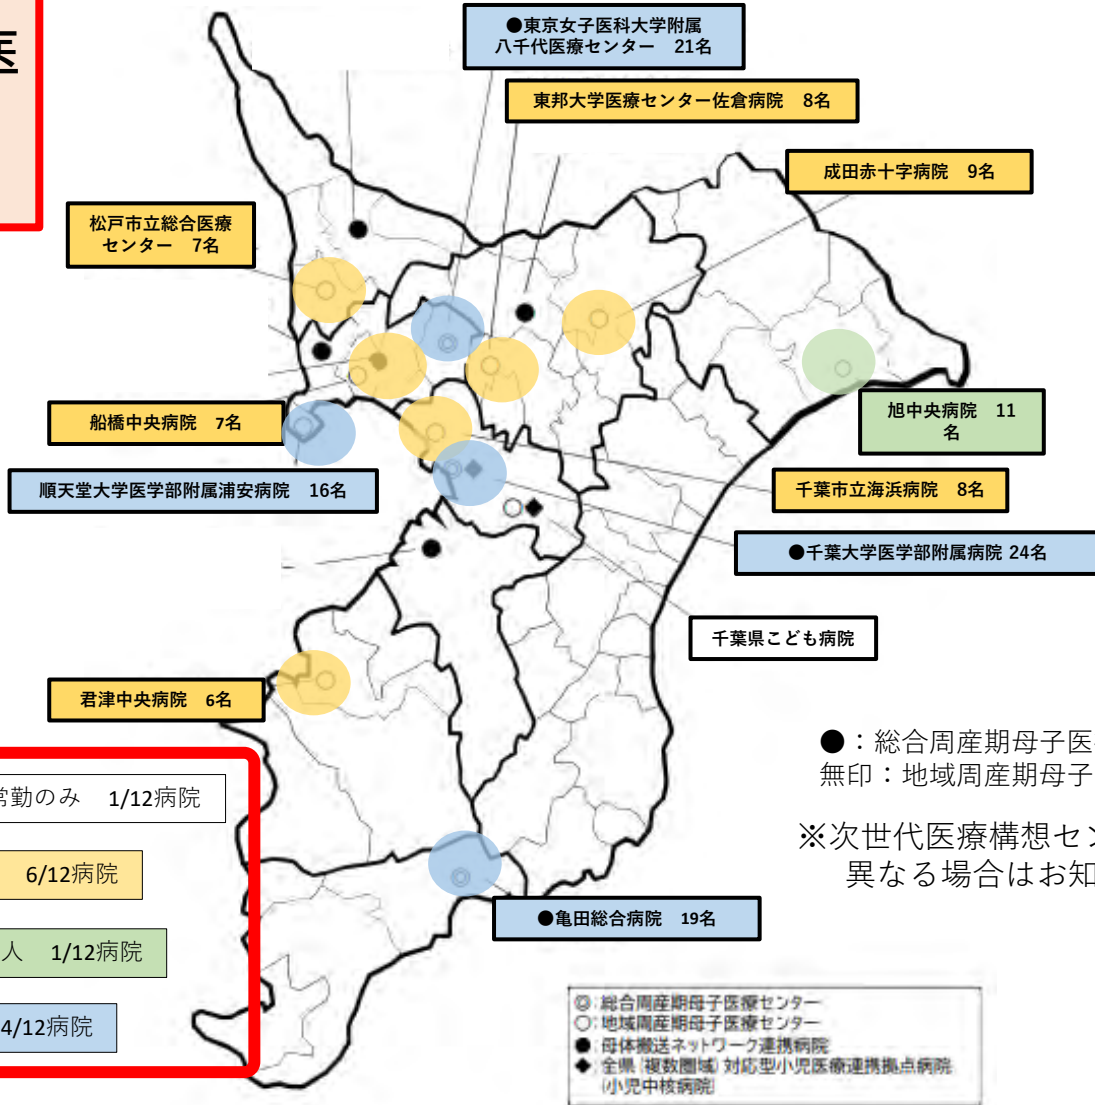 医
●東京女子医科大学附属
八千代医療センター　21名
東邦大学医療センター佐倉病院　8名
成田赤十字病院　9名
松戸市立総合医療
センター　7名
船橋中央病院　7名
旭中央病院　11
名
順天堂大学医学部附属浦安病院　16名
千葉市立海浜病院　8名
●千葉大学医学部附属病院 24名
千葉県こども病院
君津中央病院　6名
●：総合周産期母子医
無印：地域周産期母子
常勤のみ　1/12病院
※次世代医療構想セン
異なる場合はお知
6/12病院
●亀田総合病院　19名
人　1/12病院
4/12病院
◎:総合周産期母子医療センター
○:地域周産期母子医療センター
●:母体搬送ネットワーク連携病院
◆:全県(複数圏域)対応型小児医療連携拠点病院
(小児中核病院)